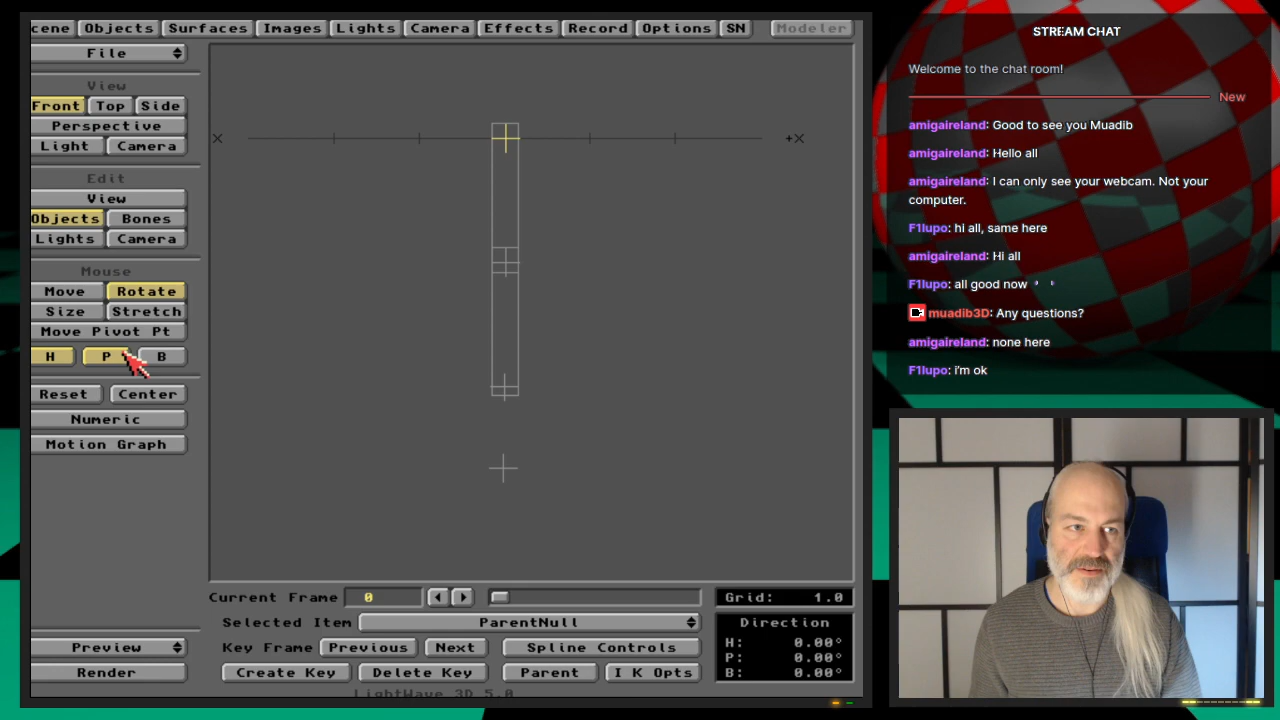 cene Objects Surfaces Images Lights Camera Effects Record Options SN Modeler
File
View
Front Top Side
Perspective
Light Camera
Edit
View
Objects Bones
Lights Camera
Mouse
Move Rotate
Size Stretch
Move Pivot Pt
H P B
Reset Center
Numeric
Motion Graph
Preview
Render
X +X
Current Frame 0
Selected Item ParentNull
Key Frame Previous Next Spline Controls
Create Key Delete Key Parent I K Opts
LightWave 3D 5.0
Grid: 1.0
Direction
H: 0.00°
P: 0.00°
B: 0.00°
STREAM CHAT
Welcome to the chat room!
New
amigaireland: Good to see you Muadib
amigaireland: Hello all
amigaireland: I can only see your webcam. Not your
computer.
F1lupo: hi all, same here
amigaireland: Hi all
F1lupo: all good now
muadib3D: Any questions?
amigaireland: none here
F1lupo: i'm ok